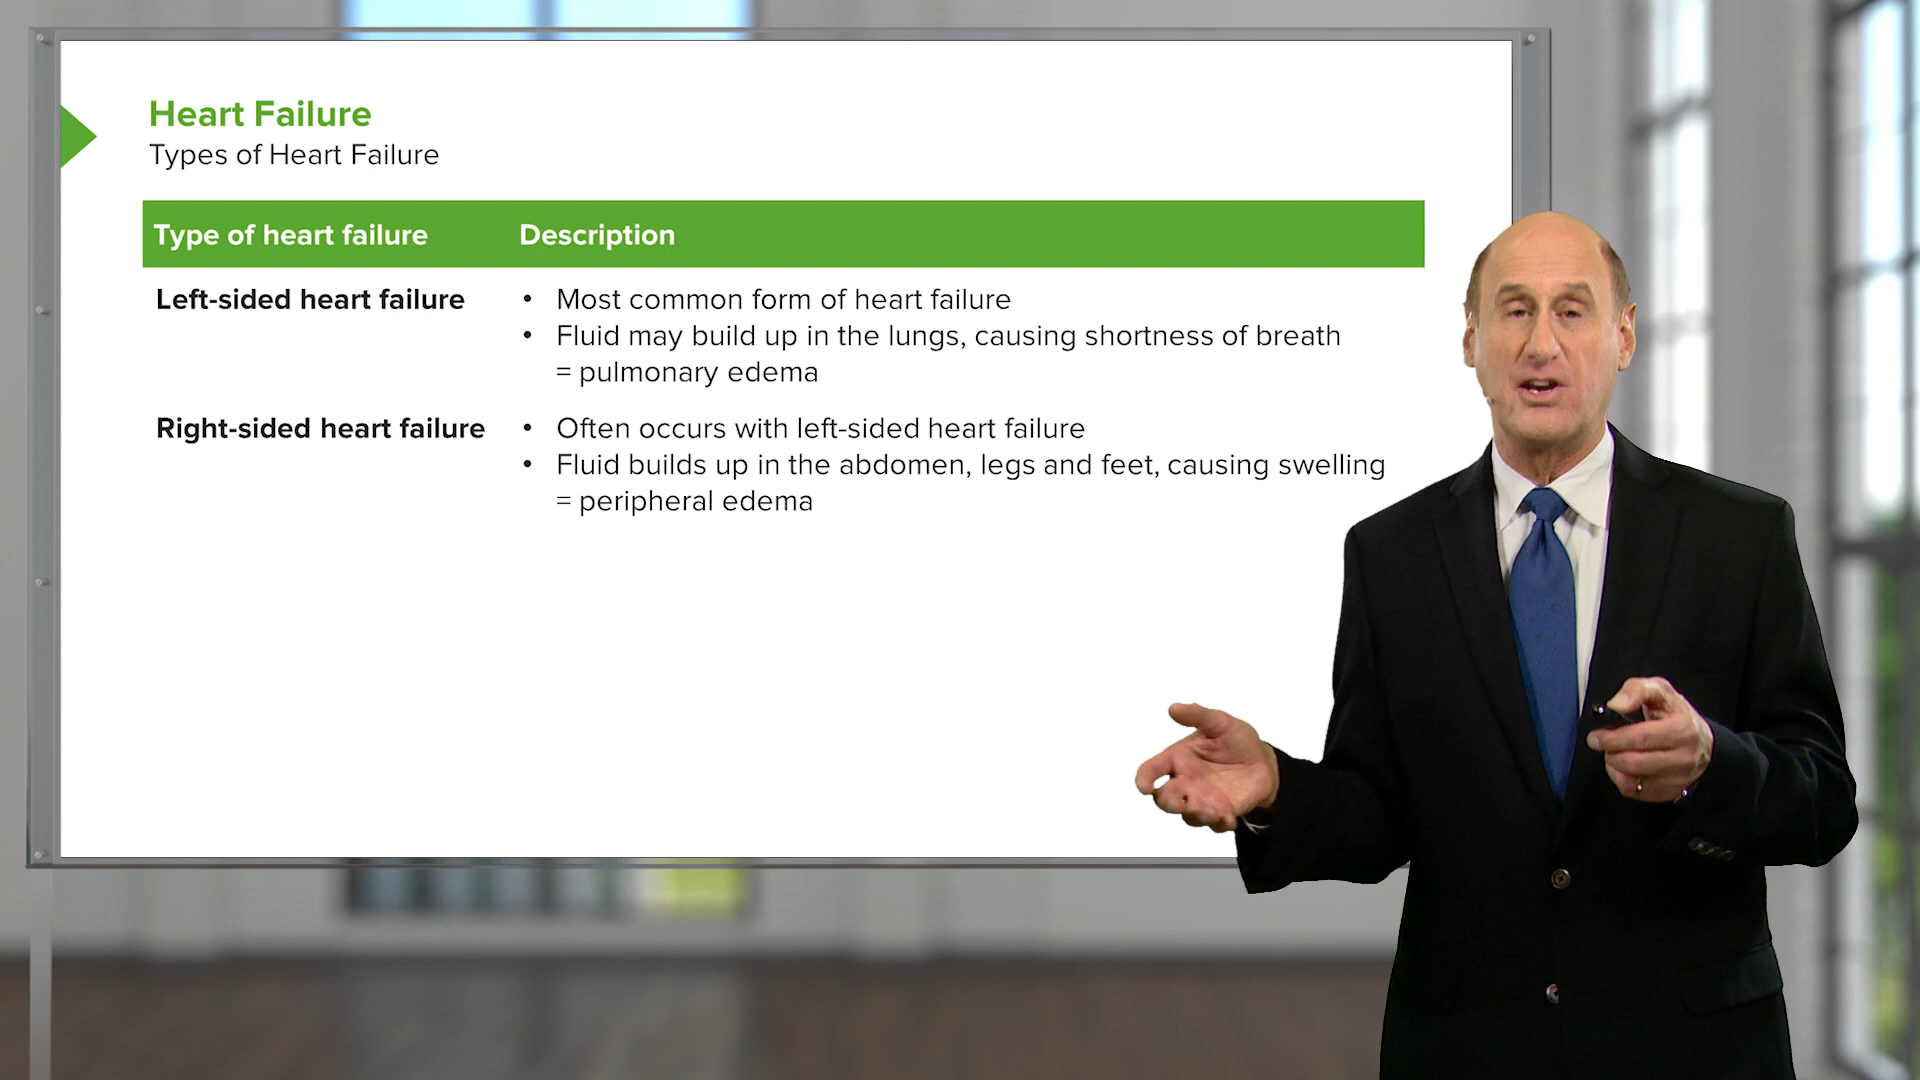 Heart Failure
Types of Heart Failure
Type of heart failure Description
Left-sided heart failure • Most common form of heart failure
• Fluid may build up in the lungs, causing shortness of breath
= pulmonary edema
Right-sided heart failure • Often occurs with left-sided heart failure
• Fluid builds up in the abdomen, legs and feet, causing swelling
= peripheral edema